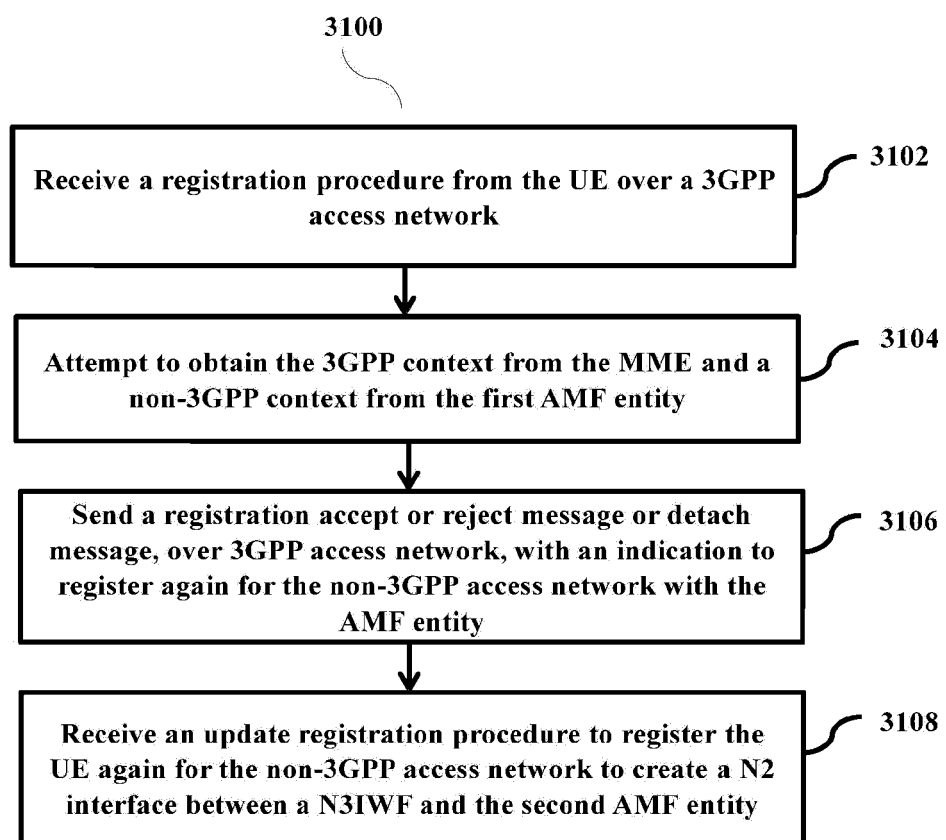 3100
Receive a registration procedure from the UE over a 3GPP
access network
3102
Attempt to obtain the 3GPP context from the MME and a
non-3GPP context from the first AMF entity
3104
Send a registration accept or reject message or detach
message, over 3GPP access network, with an indication to
register again for the non-3GPP access network with the
AMF entity
3106
Receive an update registration procedure to register the
UE again for the non-3GPP access network to create a N2
interface between a N3IWF and the second AMF entity
3108